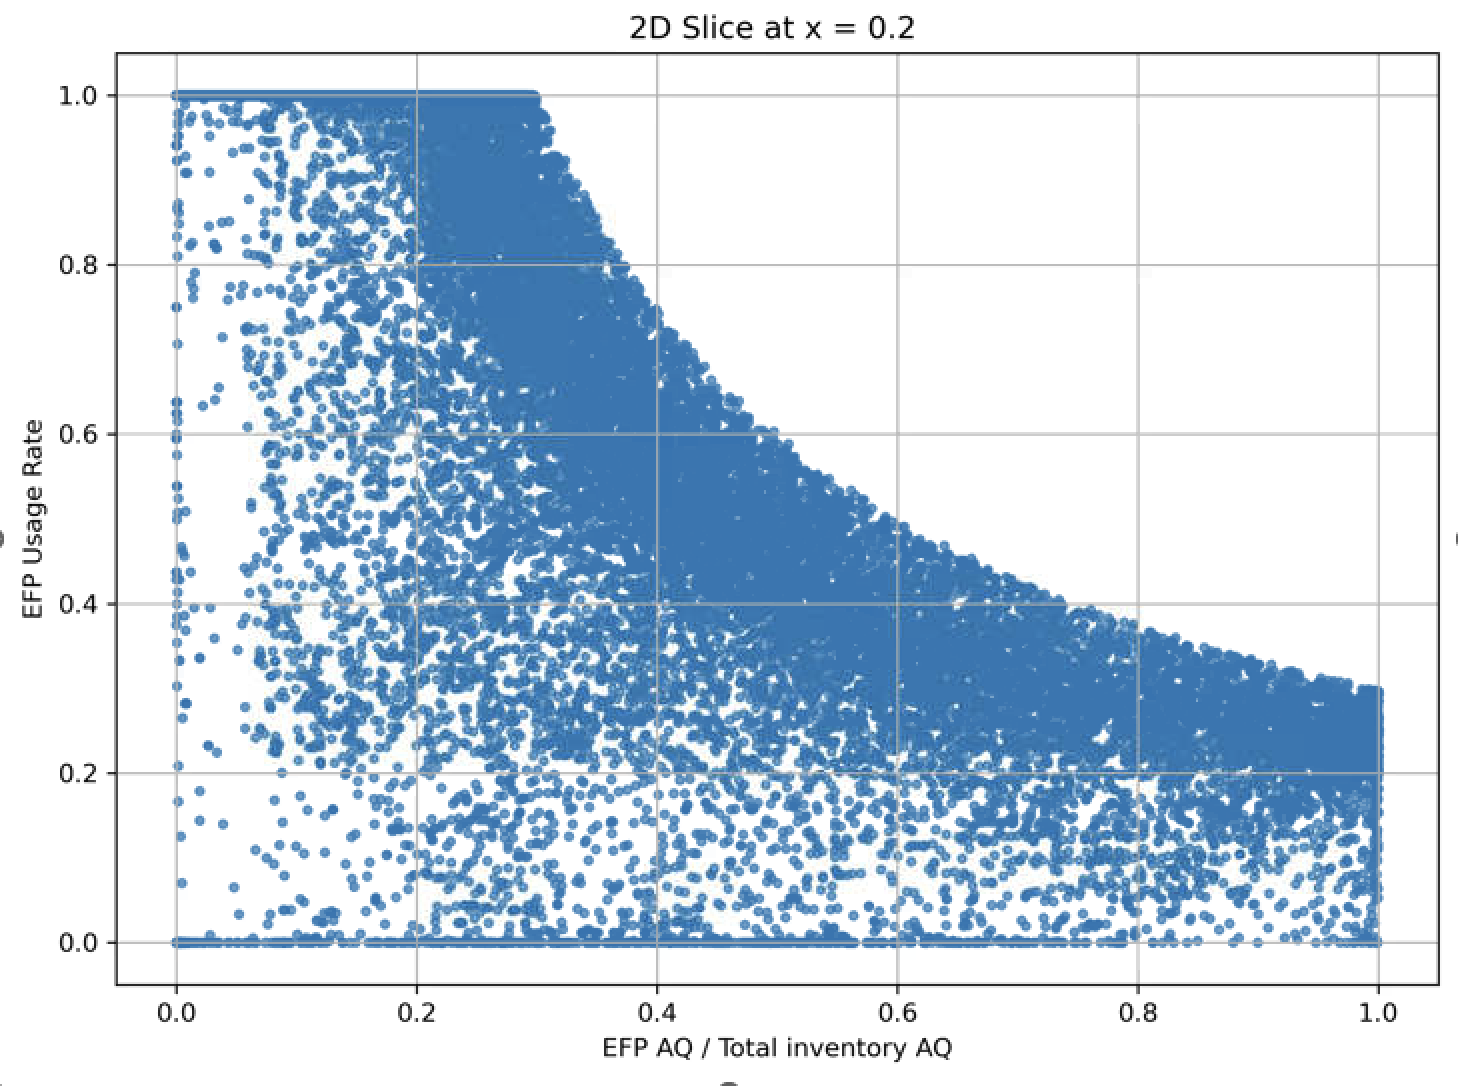 2D Slice at x = 0.2
1.0
0.8
0.6
0.4
0.2
0.0
EFP Usage Rate
0.0 0.2 0.4 0.6 0.8 1.0
EFP AQ / Total inventory AQ